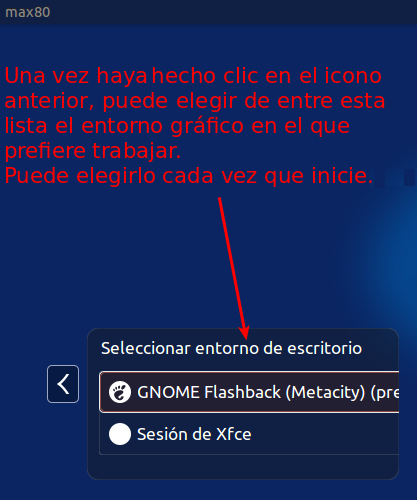 max80
Una vez haya hecho clic en el icono
anterior, puede elegir de entre esta
lista el entorno gráfico en el que
prefiere trabajar.
Puede elegirlo cada vez que inicie.
Seleccionar entorno de escritorio
GNOME Flashback (Metacity) (pre
Sesión de Xfce